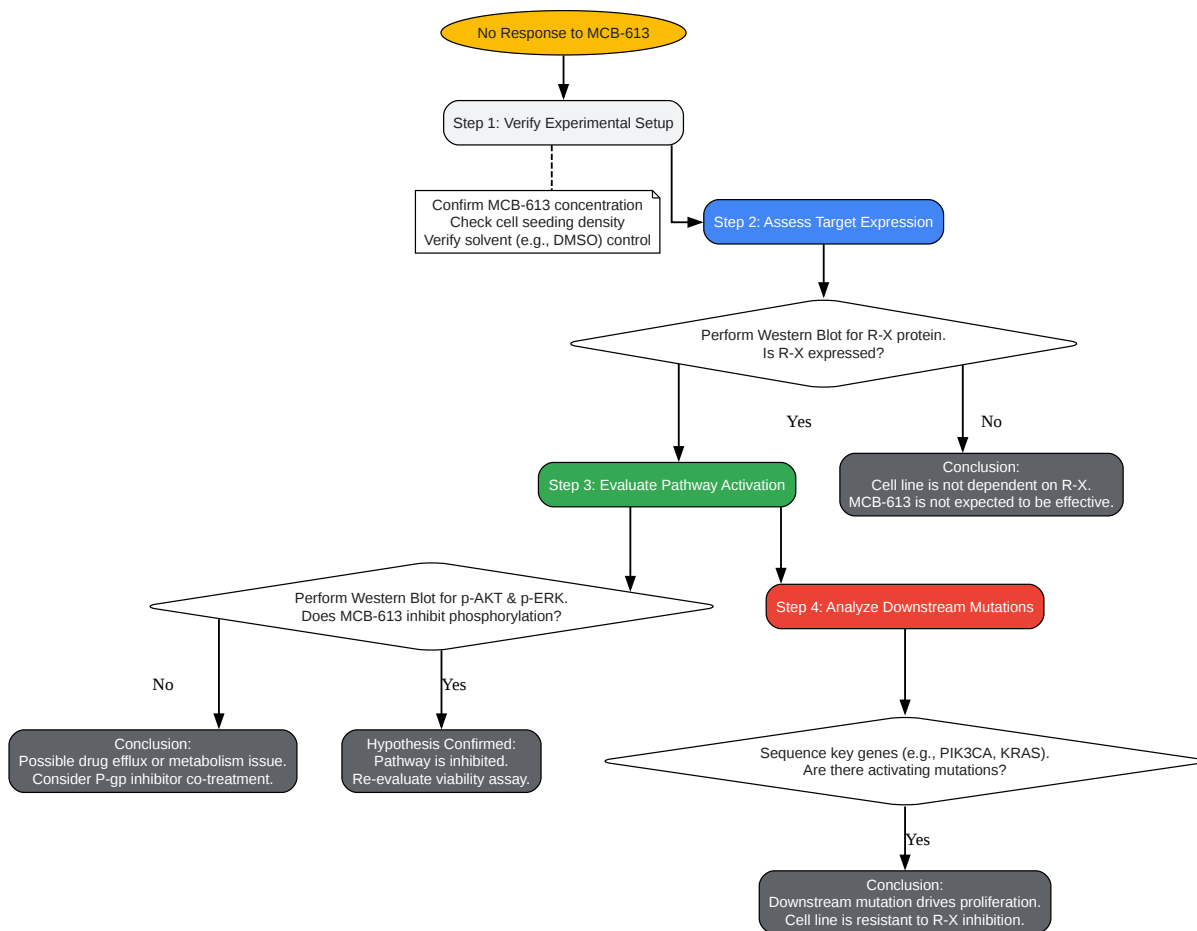 No Response to MCB-613
Step 1: Verify Experimental Setup
Confirm MCB-613 concentration
Check cell seeding density
Verify solvent (e.g., DMSO) control
Step 2: Assess Target Expression
Perform Western Blot for R-X protein.
Is R-X expressed?
Yes
No
Step 3: Evaluate Pathway Activation
Conclusion:
Cell line is not dependent on R-X.
MCB-613 is not expected to be effective.
Perform Western Blot for p-AKT & p-ERK.
Does MCB-613 inhibit phosphorylation?
Step 4: Analyze Downstream Mutations
No
Yes
Conclusion:
Possible drug efflux or metabolism issue.
Consider P-gp inhibitor co-treatment.
Hypothesis Confirmed:
Pathway is inhibited.
Re-evaluate viability assay.
Sequence key genes (e.g., PIK3CA, KRAS).
Are there activating mutations?
Yes
Conclusion:
Downstream mutation drives proliferation.
Cell line is resistant to R-X inhibition.